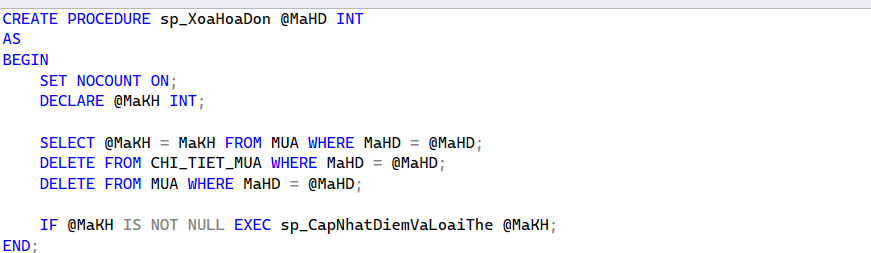 CREATE PROCEDURE sp_XoaHoaDon @MaHD INT
AS
BEGIN
    SET NOCOUNT ON;
    DECLARE @MaKH INT;

    SELECT @MaKH = MaKH FROM MUA WHERE MaHD = @MaHD;
    DELETE FROM CHI_TIET_MUA WHERE MaHD = @MaHD;
    DELETE FROM MUA WHERE MaHD = @MaHD;

    IF @MaKH IS NOT NULL EXEC sp_CapNhatDiemVaLoaiThe @MaKH;
END;